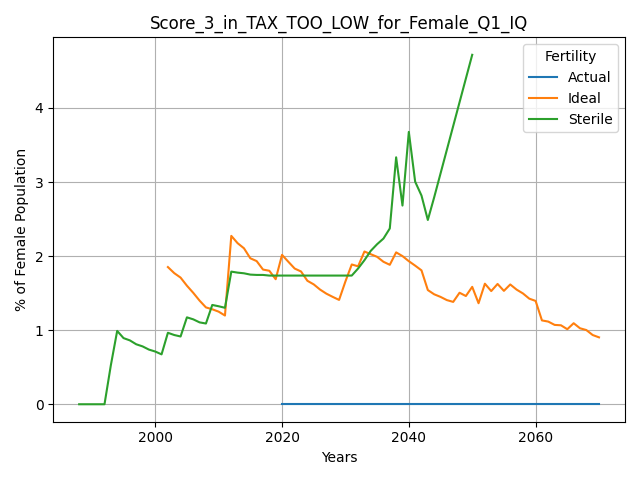 Score_3_in_TAX_TOO_LOW_for_Female_Q1_IQ
Fertility
Actual
Ideal
Sterile
% of Female Population
4
3
2
1
0
2000
2020
2040
2060
Years